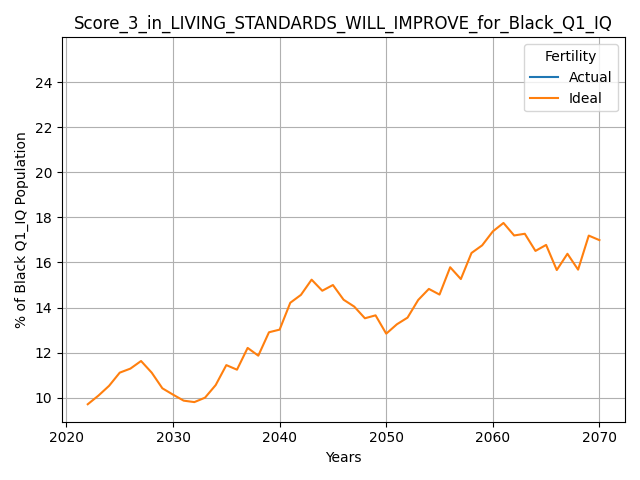 Score_3_in_LIVING_STANDARDS_WILL_IMPROVE_for_Black_Q1_IQ
Fertility
Actual
Ideal
% of Black Q1_IQ Population
24
22
20
18
16
14
12
10
2020 2030 2040 2050 2060 2070
Years